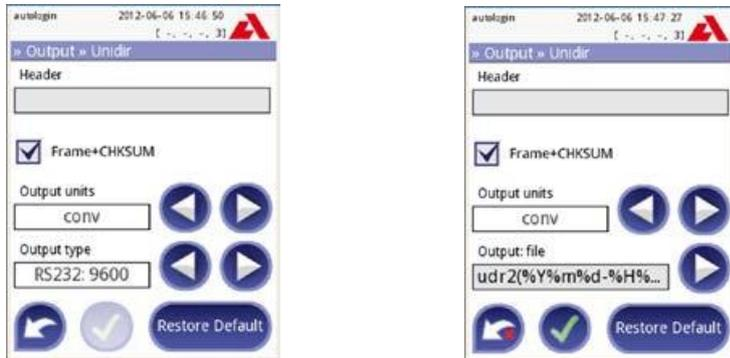 autologin 2012-06-06 15:46:50
[ -, -, -, 3]
» Output » Unidir
Header
Frame+CHKSUM
Output units
conv
Output type
RS232: 9600
Restore Default
autologin 2012-06-06 15:47:27
[ -, -, -, 3]
» Output » Unidir
Header
Frame+CHKSUM
Output units
conv
Output: file
udr2(%Y%m%d-%H%...
Restore Default